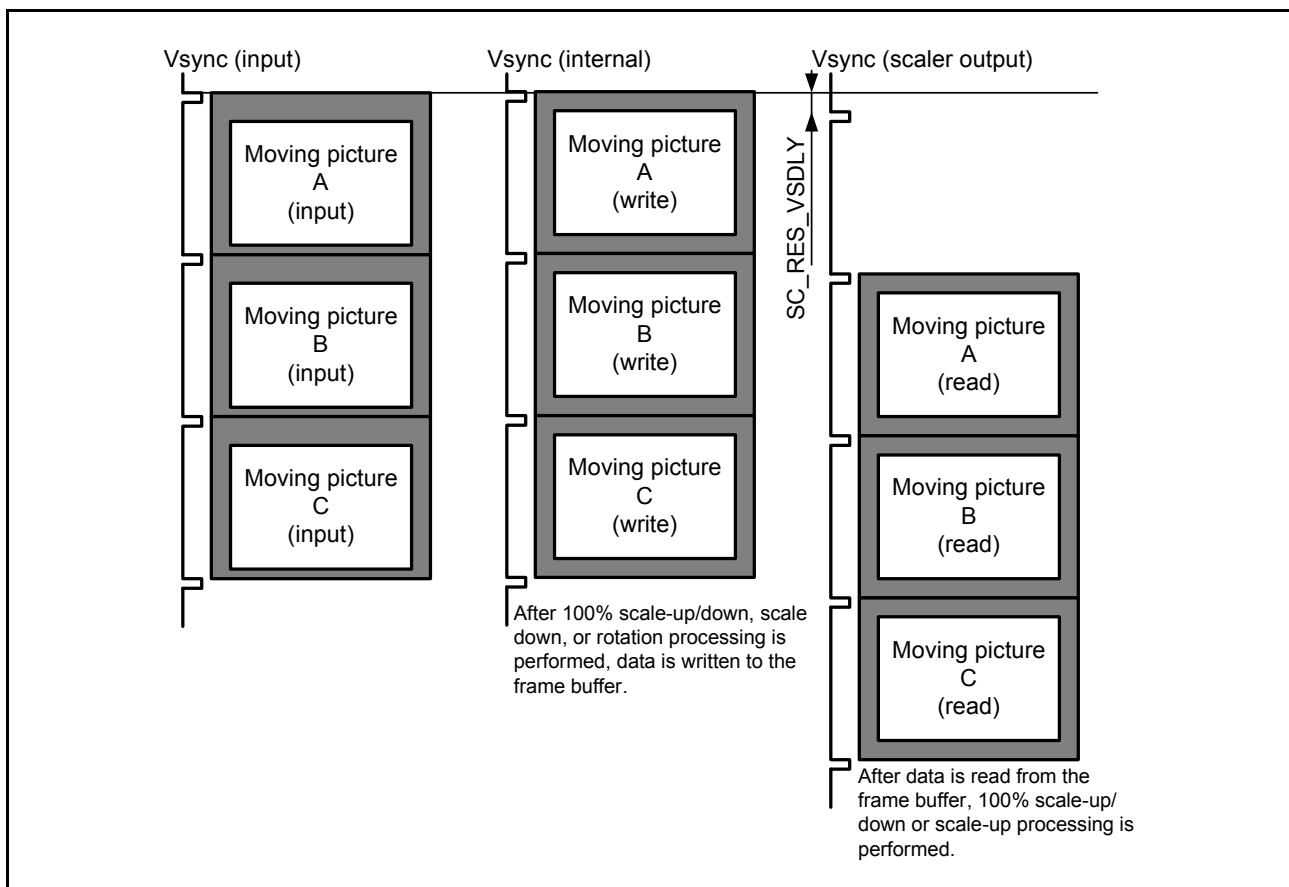 Vsync (input)
Moving picture
A
(input)
Moving picture
B
(input)
Moving picture
C
(input)
Vsync (internal)
Moving picture
A
(write)
Moving picture
B
(write)
Moving picture
C
(write)
After 100% scale-up/down, scale
down, or rotation processing is
performed, data is written to the
frame buffer.
Vsync (scaler output)
SC_RES_VSDLY
Moving picture
A
(read)
Moving picture
B
(read)
Moving picture
C
(read)
After data is read from the
frame buffer, 100% scale-up/
down or scale-up processing is
performed.